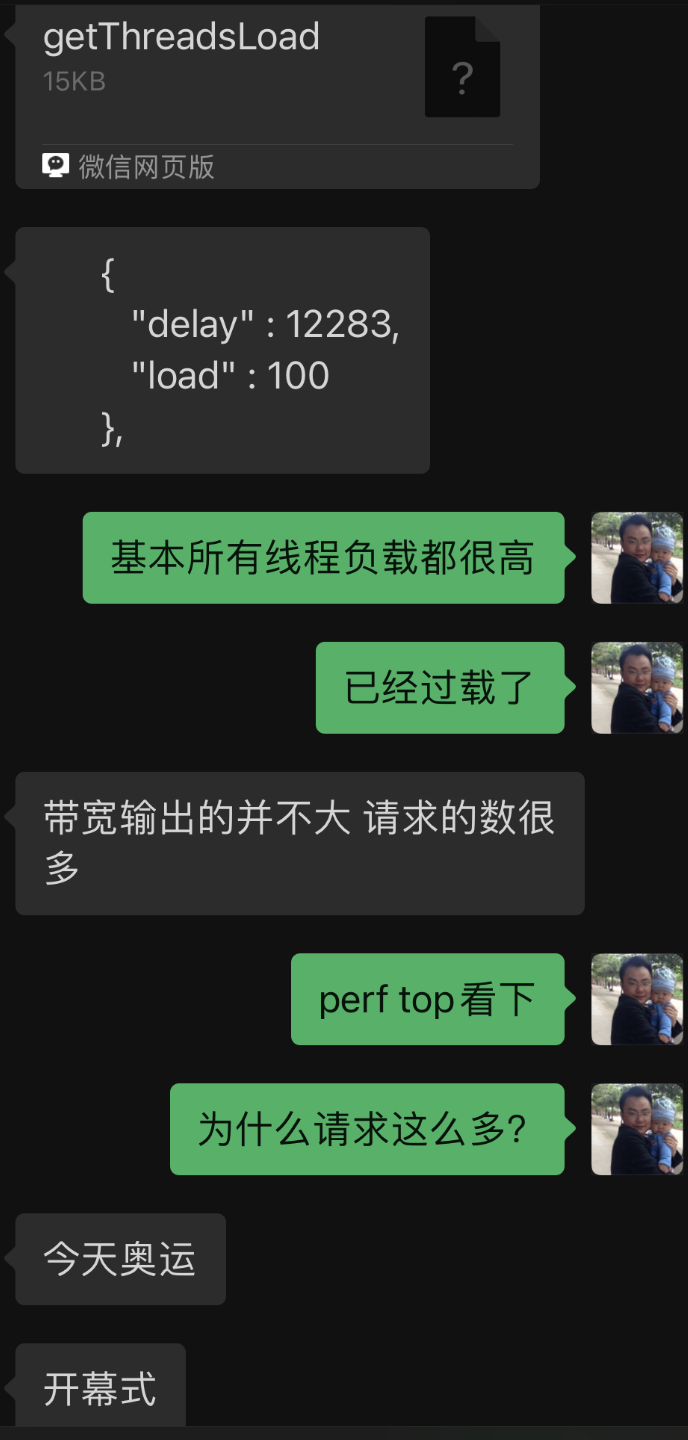 getThreadsLoad
15KB
?
微信网页版
{
"delay" : 12283,
"load" : 100
},
基本所有线程负载都很高
已经过载了
带宽输出的并不大 请求的数很
多
perf top看下
为什么请求这么多?
今天奥运
开幕式